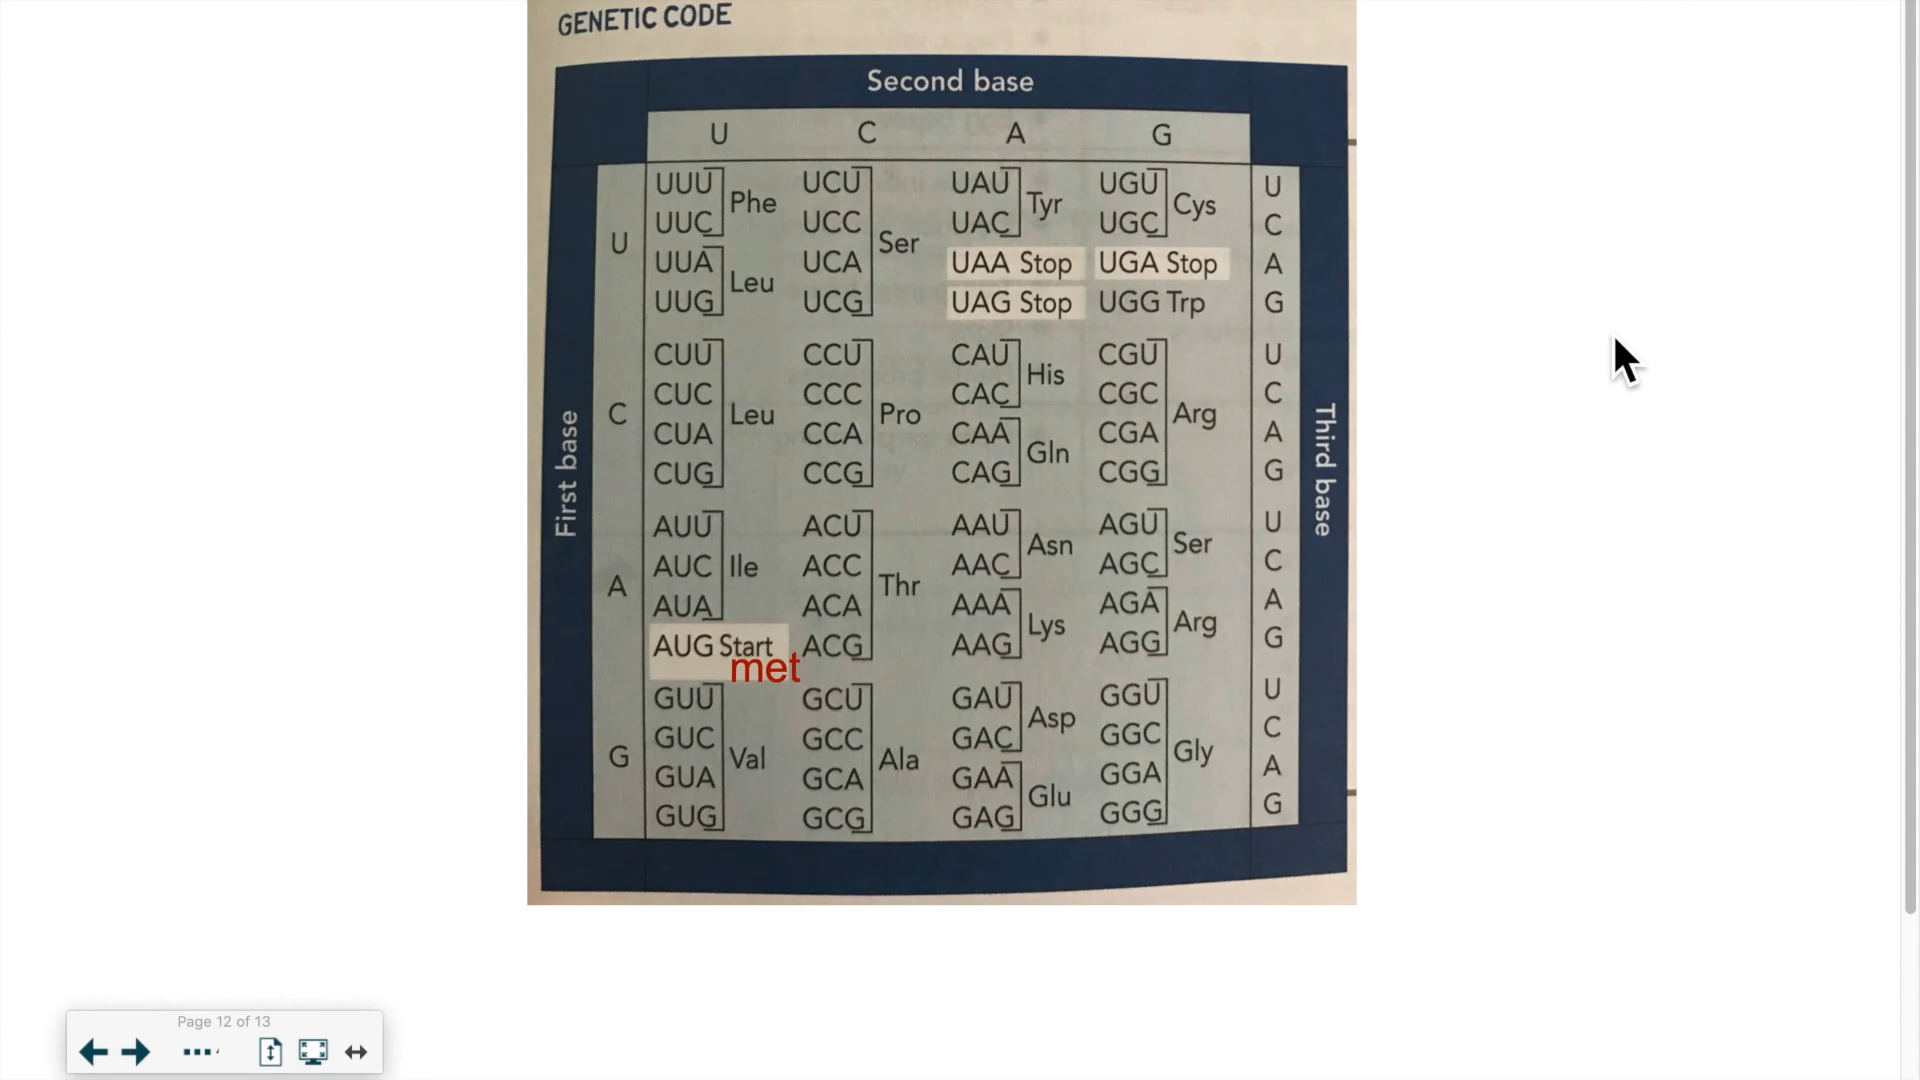 GENETIC CODE
Second base
U C A G
First base
Third base
U
UUU UCU UAU UGU U
Phe Tyr Cys
UUC UCC UAC UGC C
Ser
UUA UCA UAA Stop UGA Stop A
Leu
UUG UCG UAG Stop UGG Trp G
C
CUU CCU CAU CGU U
His
CUC CCC CAC CGC C
Leu Pro Arg
CUA CCA CAA CGA A
Gln
CUG CCG CAG CGG G
A
AUU ACU AAU AGU U
Asn Ser
AUC Ile ACC AAC AGC C
Thr
AUA ACA AAA AGA A
Lys Arg
AUG Start ACG AAG AGG G
met
G
GUU GCU GAU GGU U
Asp
GUC GCC GAC GGC C
Val Ala Gly
GUA GCA GAA GGA A
Glu
GUG GCG GAG GGG G
Page 12 of 13